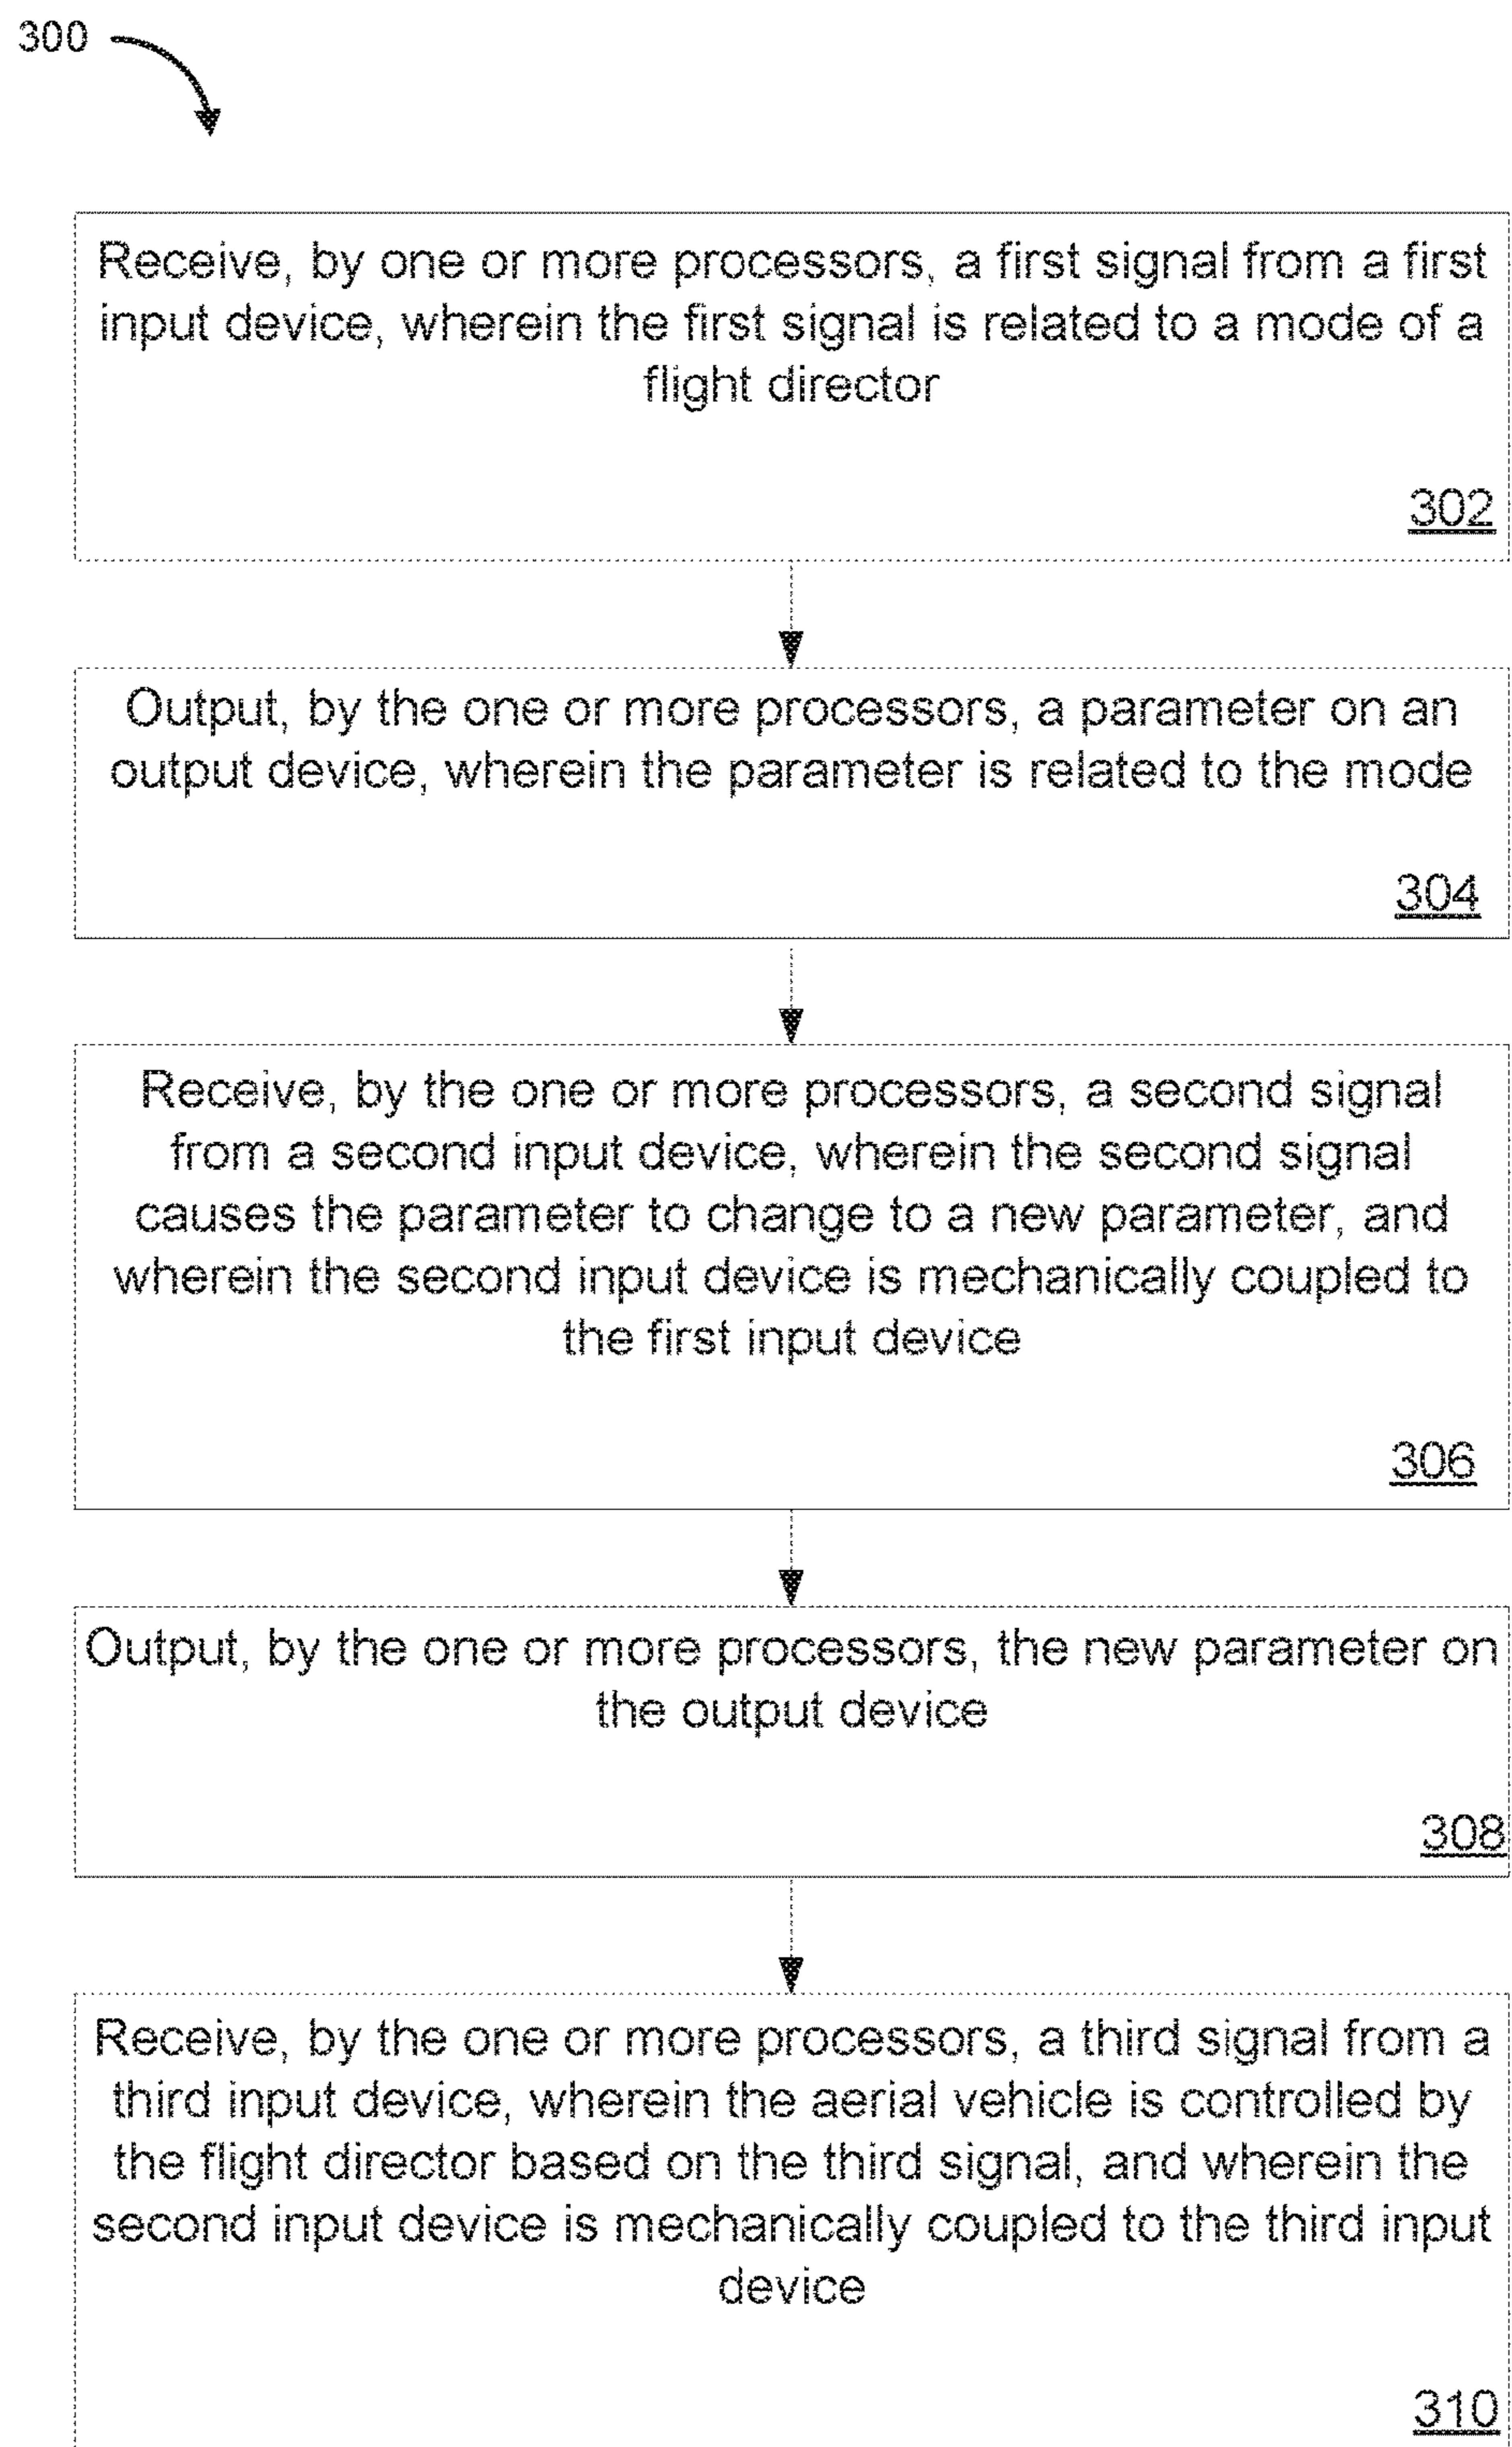 300
Receive, by one or more processors, a first signal from a first
input device, wherein the first signal is related to a mode of a
flight director
302
Output, by the one or more processors, a parameter on an
output device, wherein the parameter is related to the mode
304
Receive, by the one or more processors, a second signal
from a second input device, wherein the second signal
causes the parameter to change to a new parameter, and
wherein the second input device is mechanically coupled to
the first input device
306
Output, by the one or more processors, the new parameter on
the output device
308
Receive, by the one or more processors, a third signal from a
third input device, wherein the aerial vehicle is controlled by
the flight director based on the third signal, and wherein the
second input device is mechanically coupled to the third input
device
310